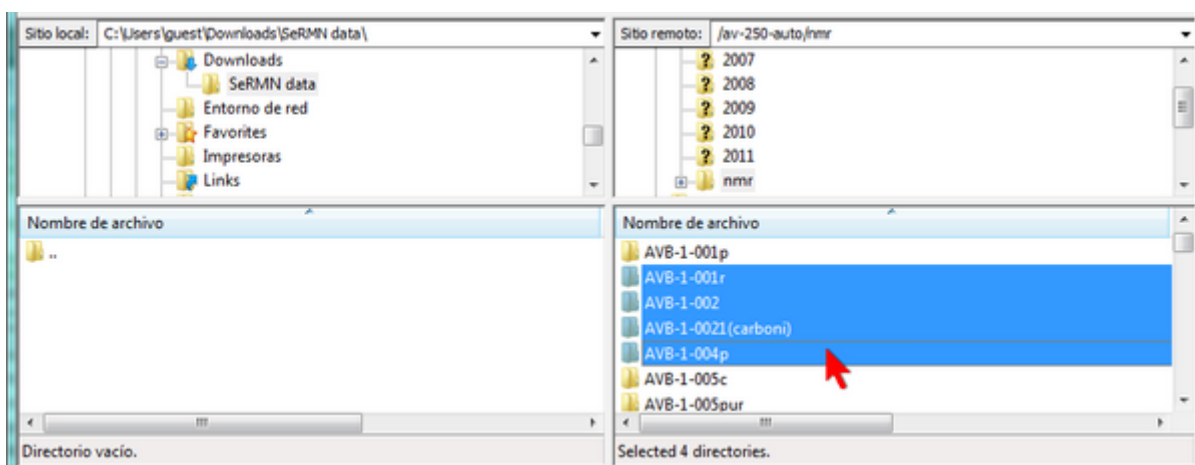 Sitio local: C:\Users\guest\Downloads\SeRMN data\
Downloads
SeRMN data
Entorno de red
Favorites
Impresoras
Links
Nombre de archivo
..
Directorio vacío.
Sitio remoto: /av-250-auto/nmr
2007
2008
2009
2010
2011
nmr
Nombre de archivo
AVB-1-001p
AVB-1-001r
AVB-1-002
AVB-1-0021(carboni)
AVB-1-004p
AVB-1-005c
AVB-1-005pur
Selected 4 directories.